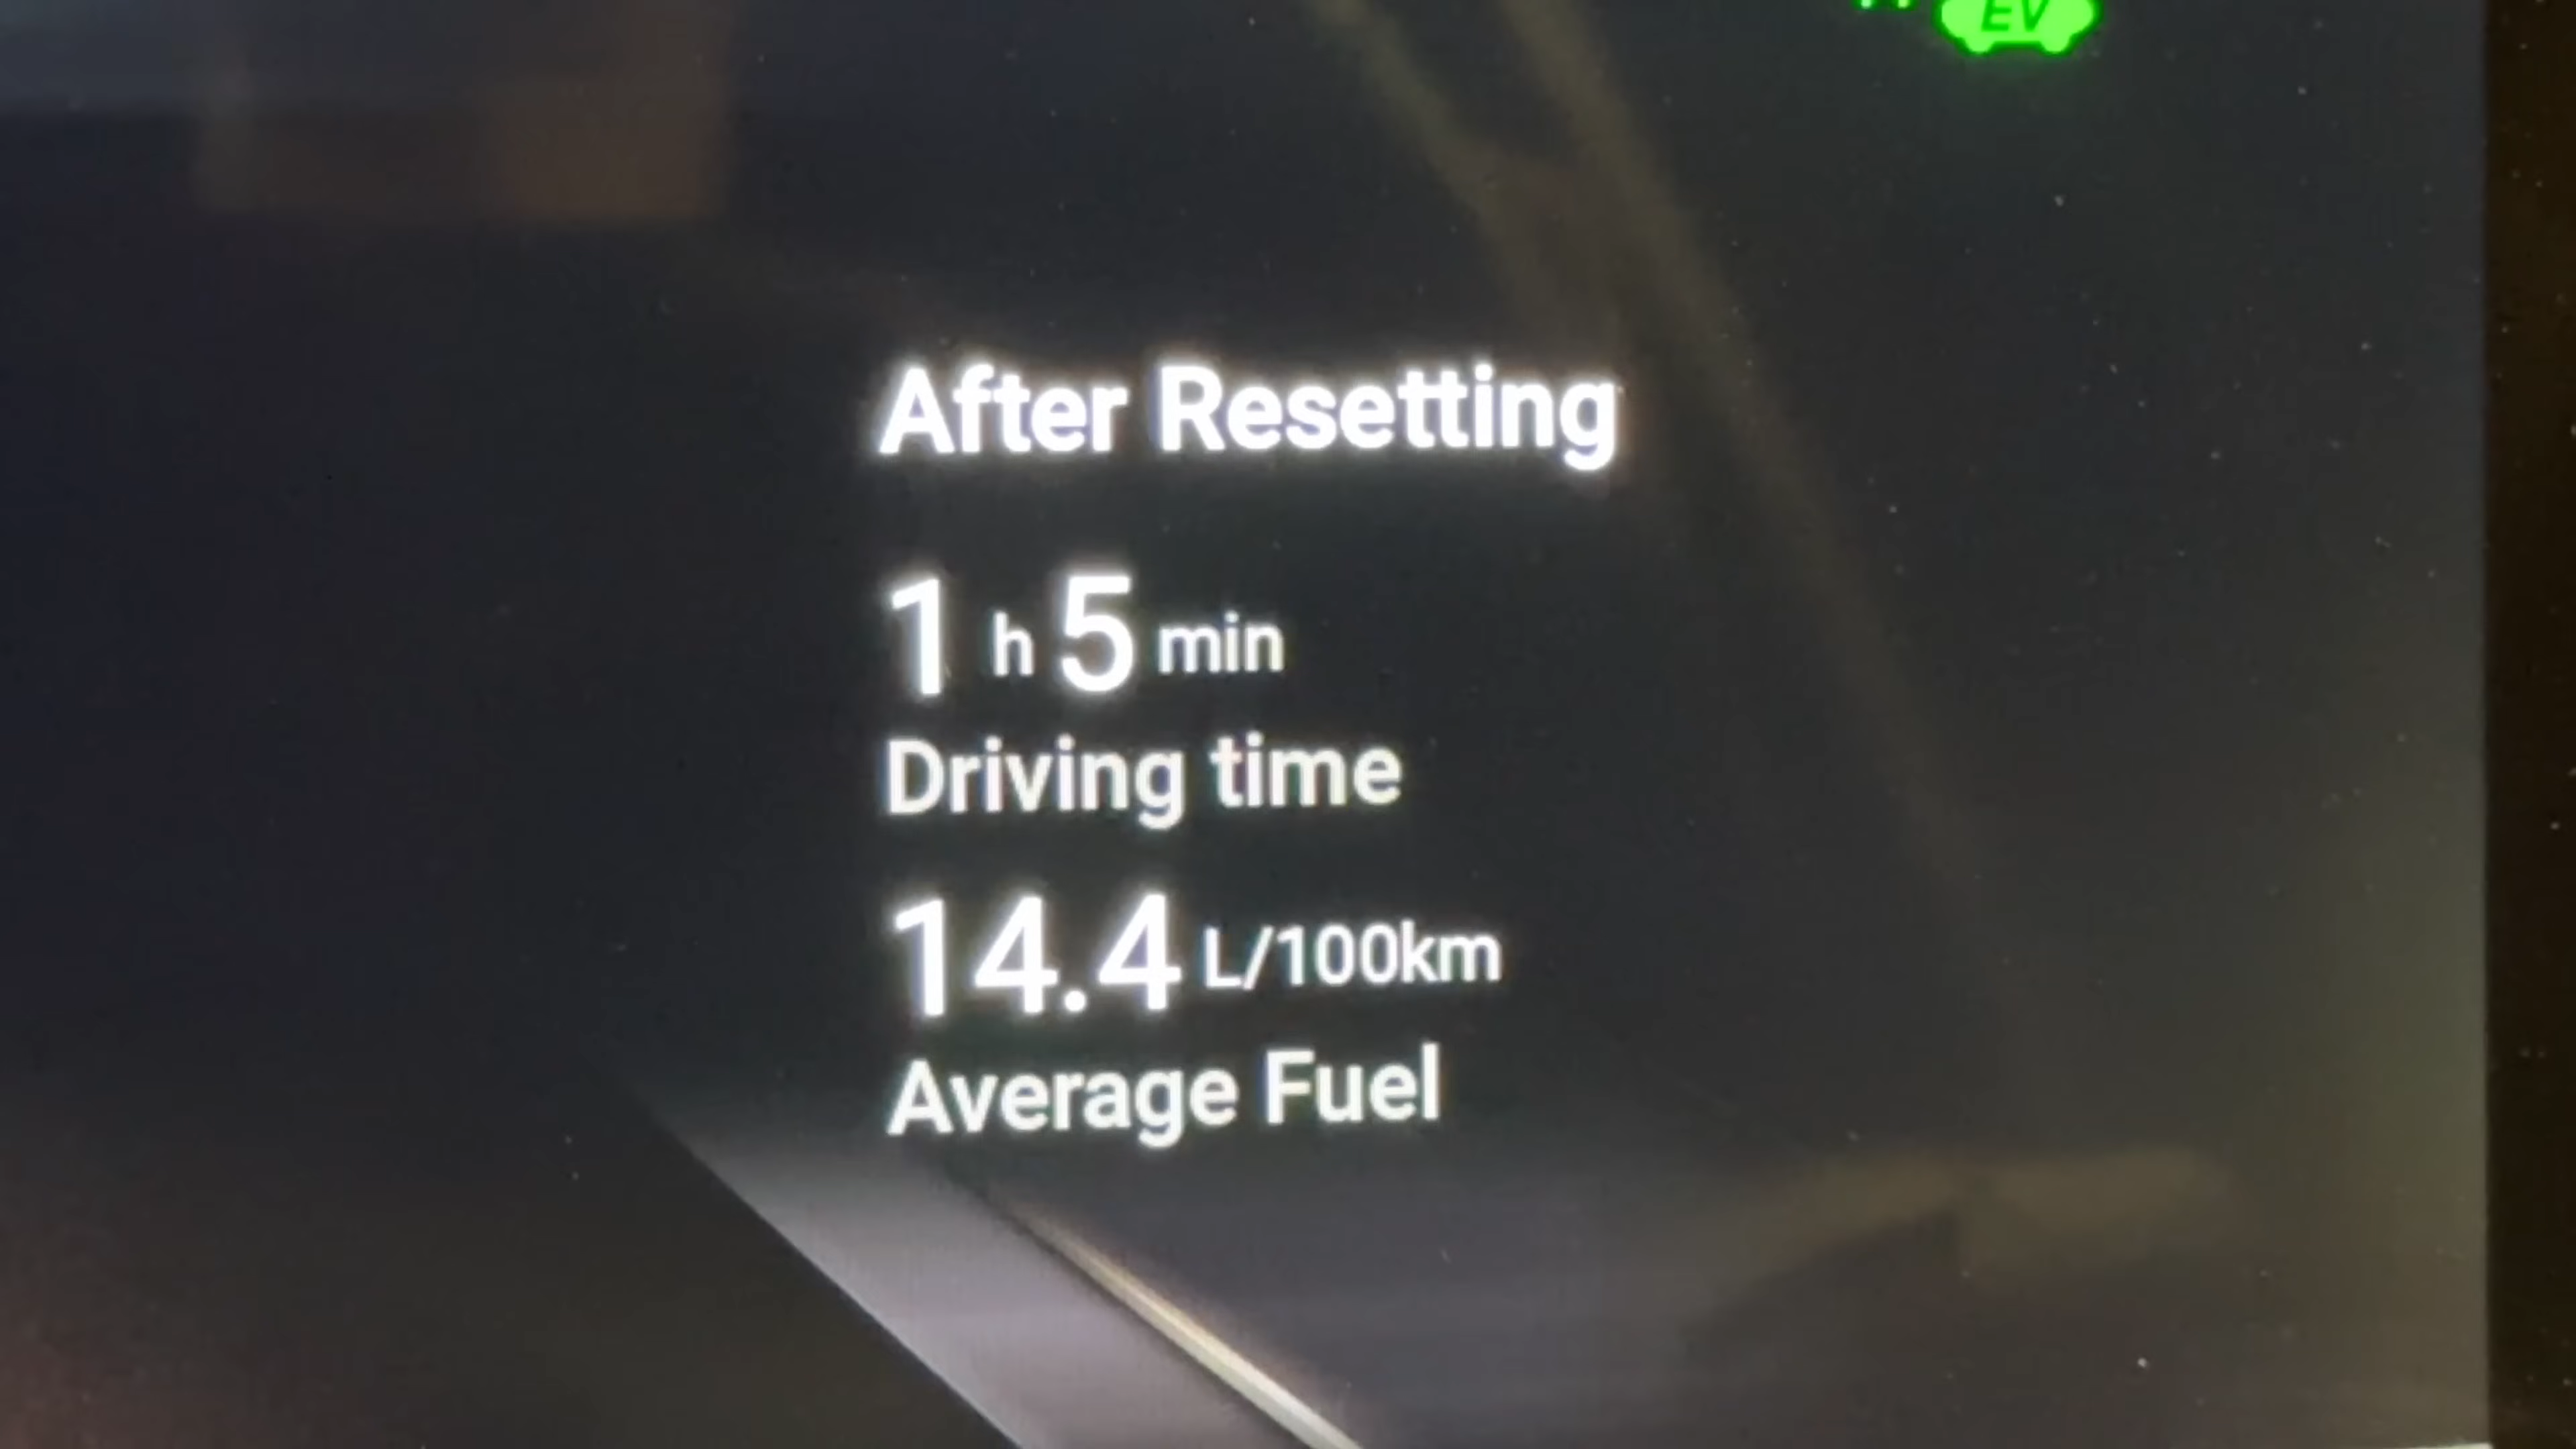 EV
After Resetting
1 h 5 min
Driving time
14.4 L/100km
Average Fuel